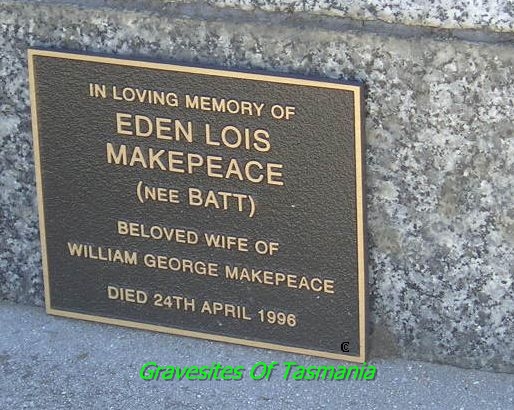 IN LOVING MEMORY OF
EDEN LOIS
MAKEPEACE
(NEE BATT)
BELOVED WIFE OF
WILLIAM GEORGE MAKEPEACE
DIED 24TH APRIL 1996
©
Gravesites Of Tasmania